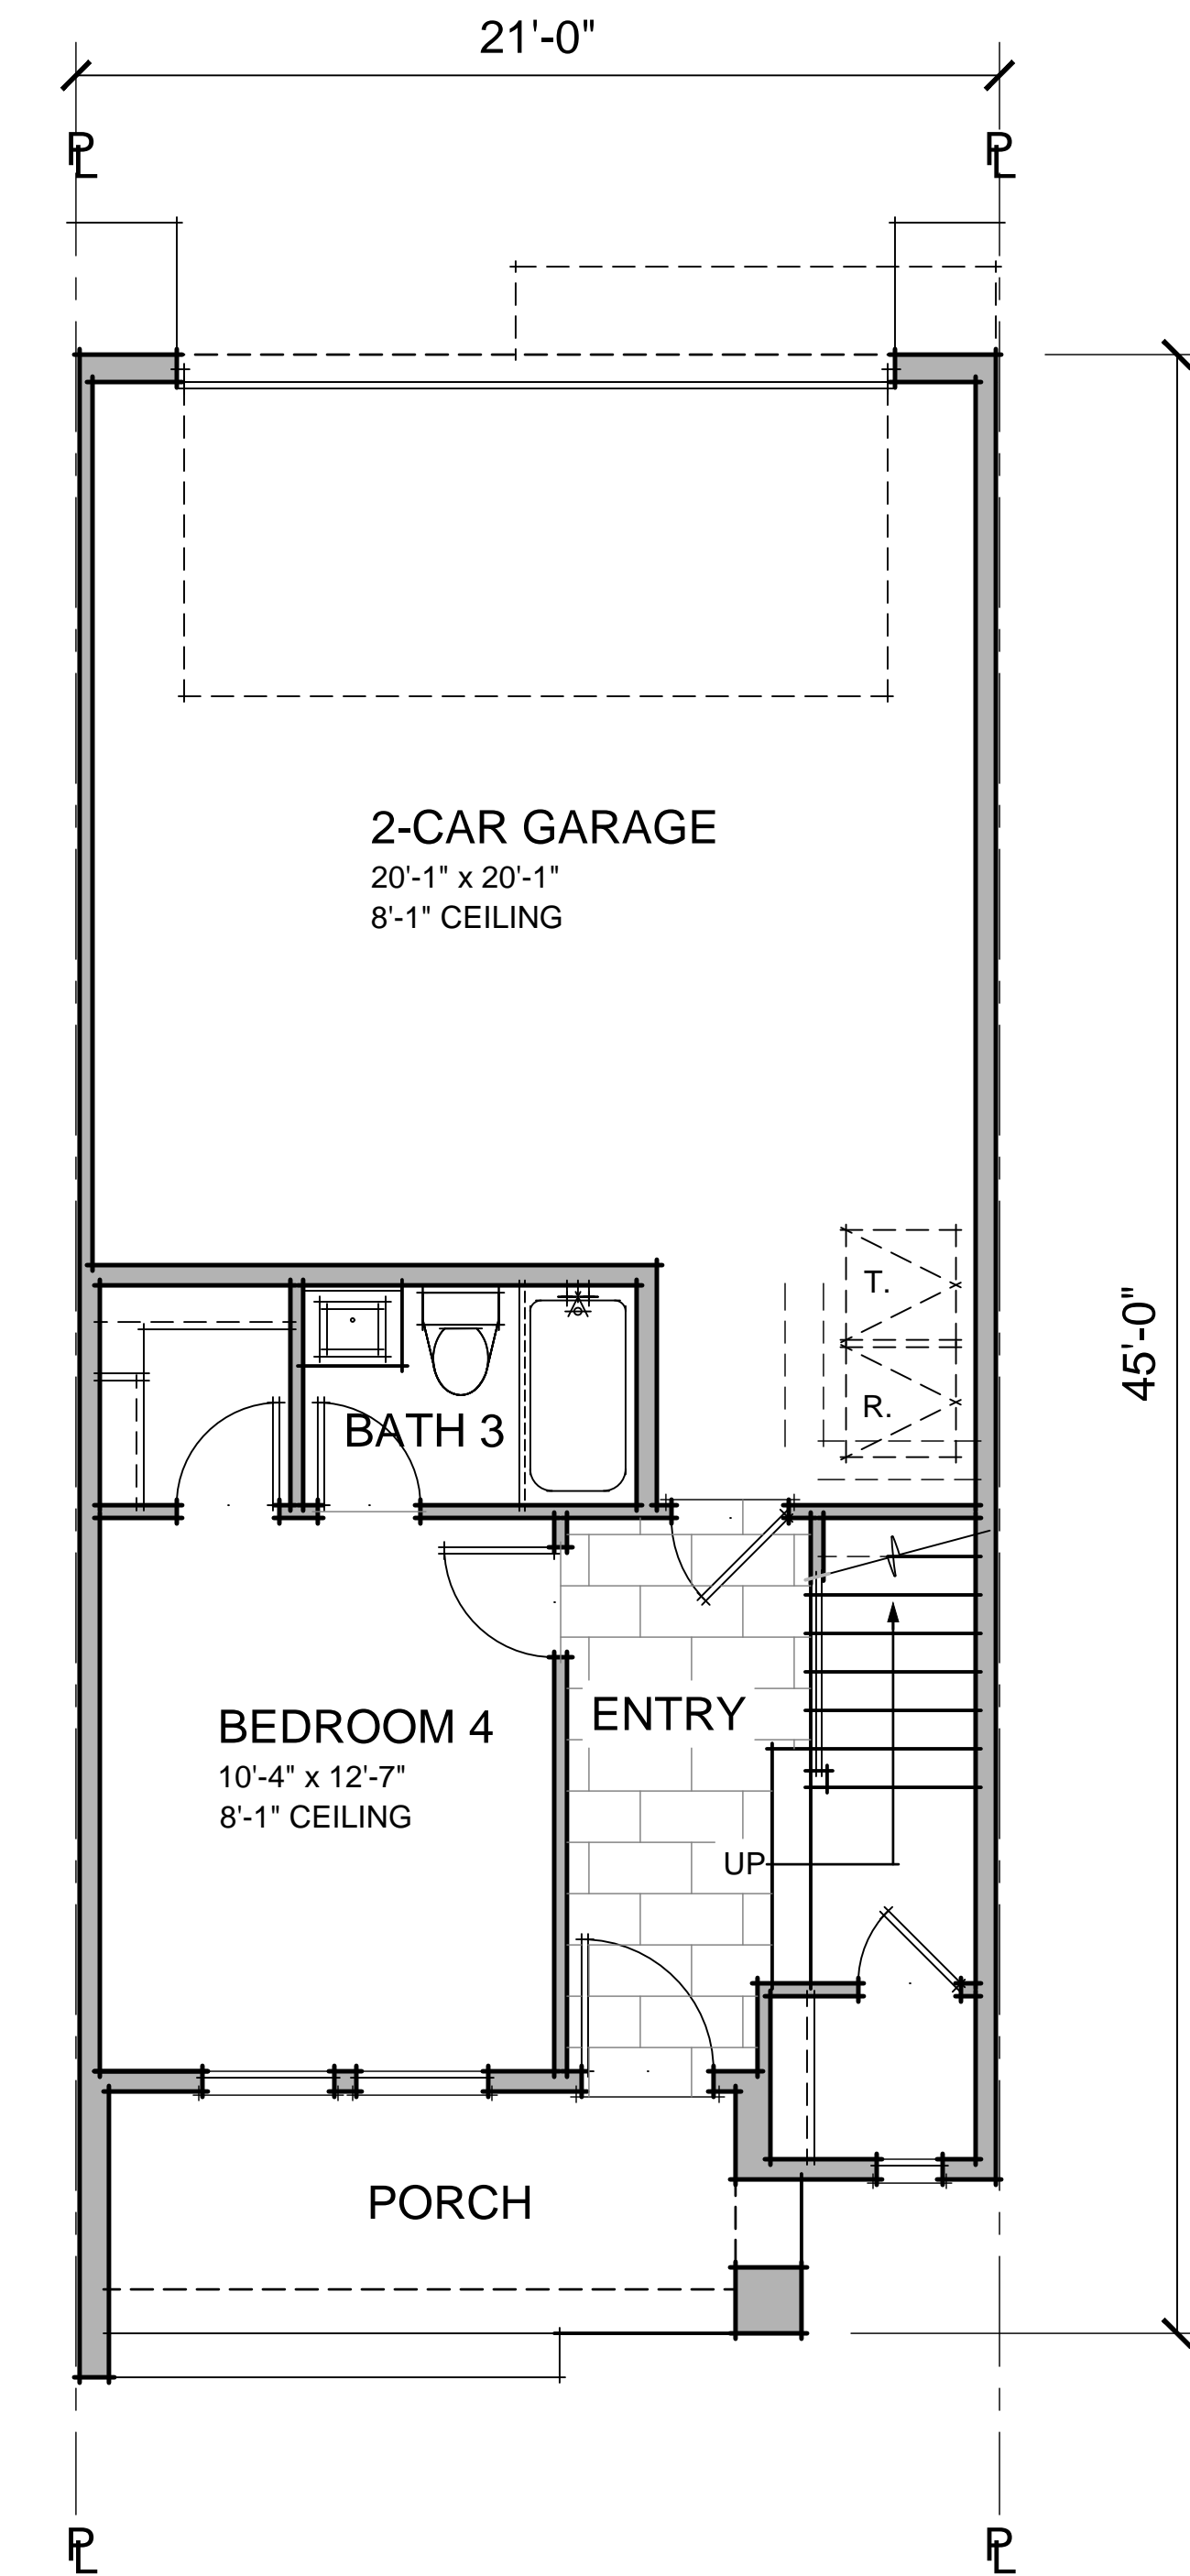 21'-0"
PL
PL
2-CAR GARAGE
20'-1" x 20'-1"
8'-1" CEILING
T.
45'-0"
R.
BATH 3
ENTRY
BEDROOM 4
10'-4" x 12'-7"
8'-1" CEILING
UP
PORCH
PL
PL